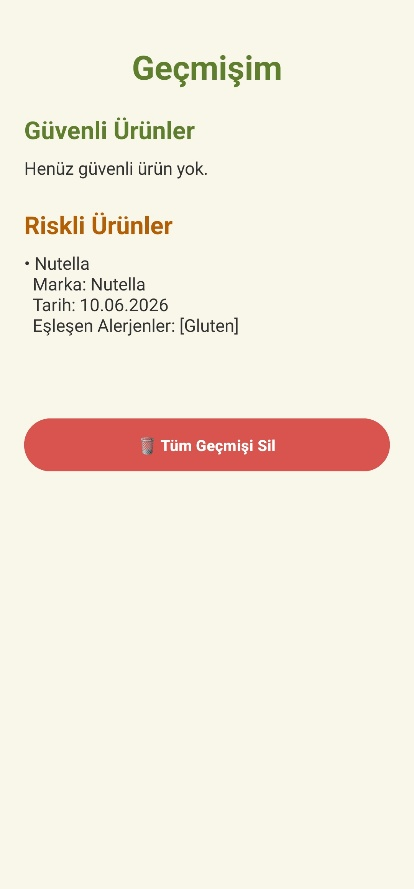 Geçmişim
Güvenli Ürünler
Henüz güvenli ürün yok.
Riskli Ürünler
• Nutella
Marka: Nutella
Tarih: 10.06.2026
Eşleşen Alerjenler: [Gluten]
🗑️ Tüm Geçmişi Sil